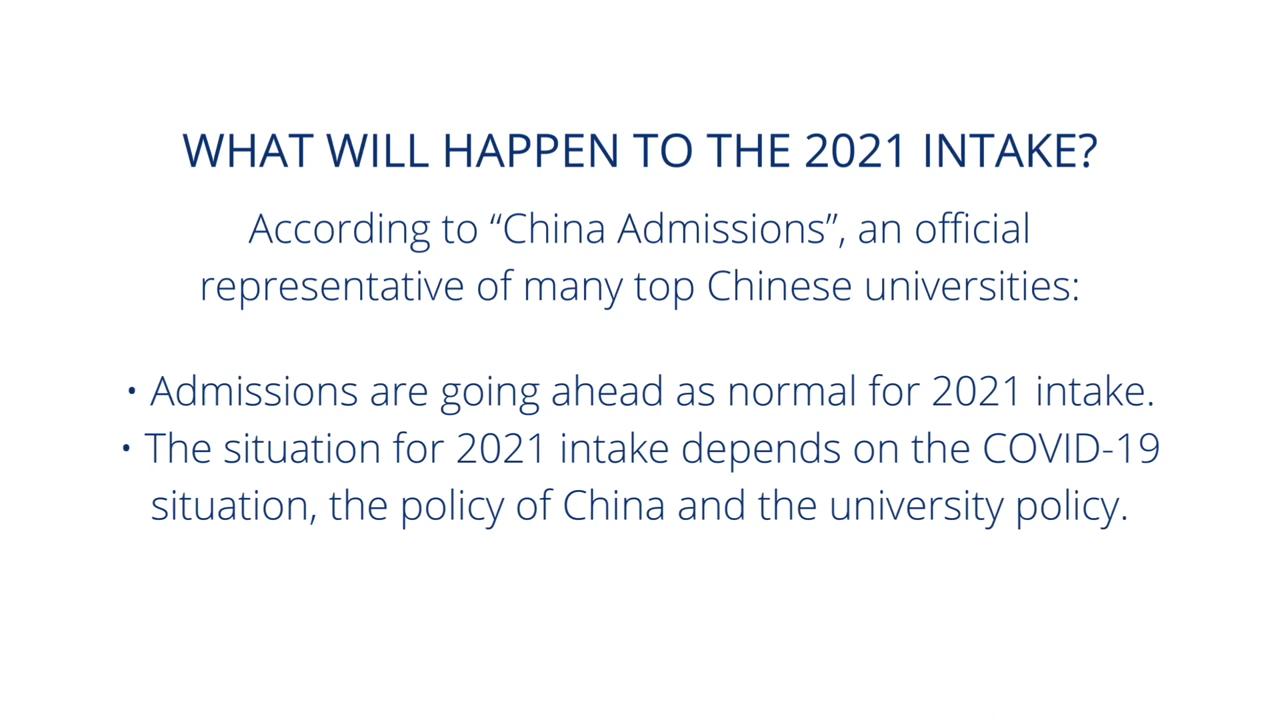 WHAT WILL HAPPEN TO THE 2021 INTAKE?
According to “China Admissions”, an official
representative of many top Chinese universities:
• Admissions are going ahead as normal for 2021 intake.
• The situation for 2021 intake depends on the COVID-19
situation, the policy of China and the university policy.